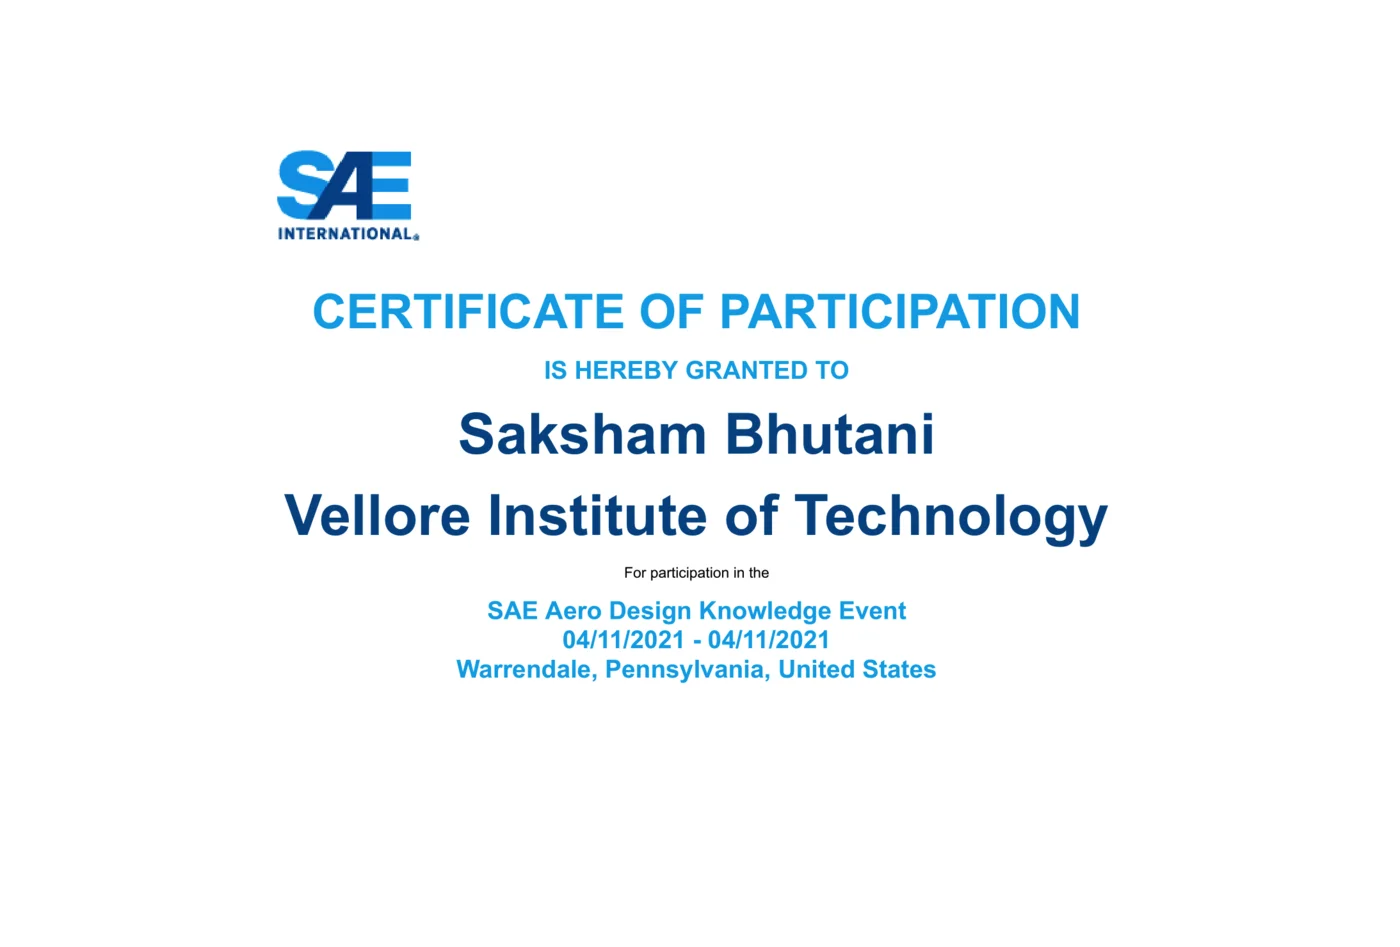 SAE
INTERNATIONAL®
CERTIFICATE OF PARTICIPATION
IS HEREBY GRANTED TO
Saksham Bhutani
Vellore Institute of Technology
For participation in the
SAE Aero Design Knowledge Event
04/11/2021 - 04/11/2021
Warrendale, Pennsylvania, United States